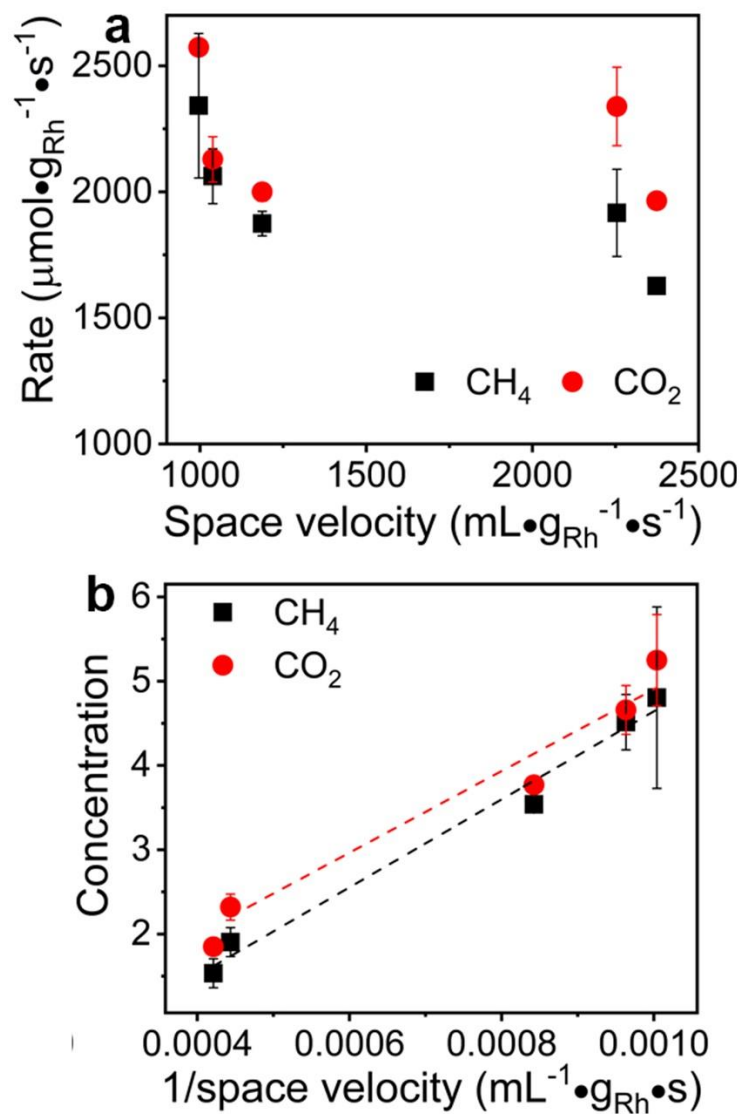 a
2500
2000
1500
1000
Rate (μmol•gRh⁻¹•s⁻¹)
CH₄ CO₂
1000 1500 2000 2500
Space velocity (mL•gRh⁻¹•s⁻¹)
b
6
5
4
3
2
Concentration
CH₄
CO₂
0.0004 0.0006 0.0008 0.0010
1/space velocity (mL⁻¹•gRh•s)